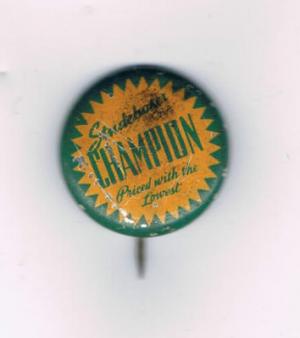 Studebaker
CHAMPION
Priced with the
Lowest